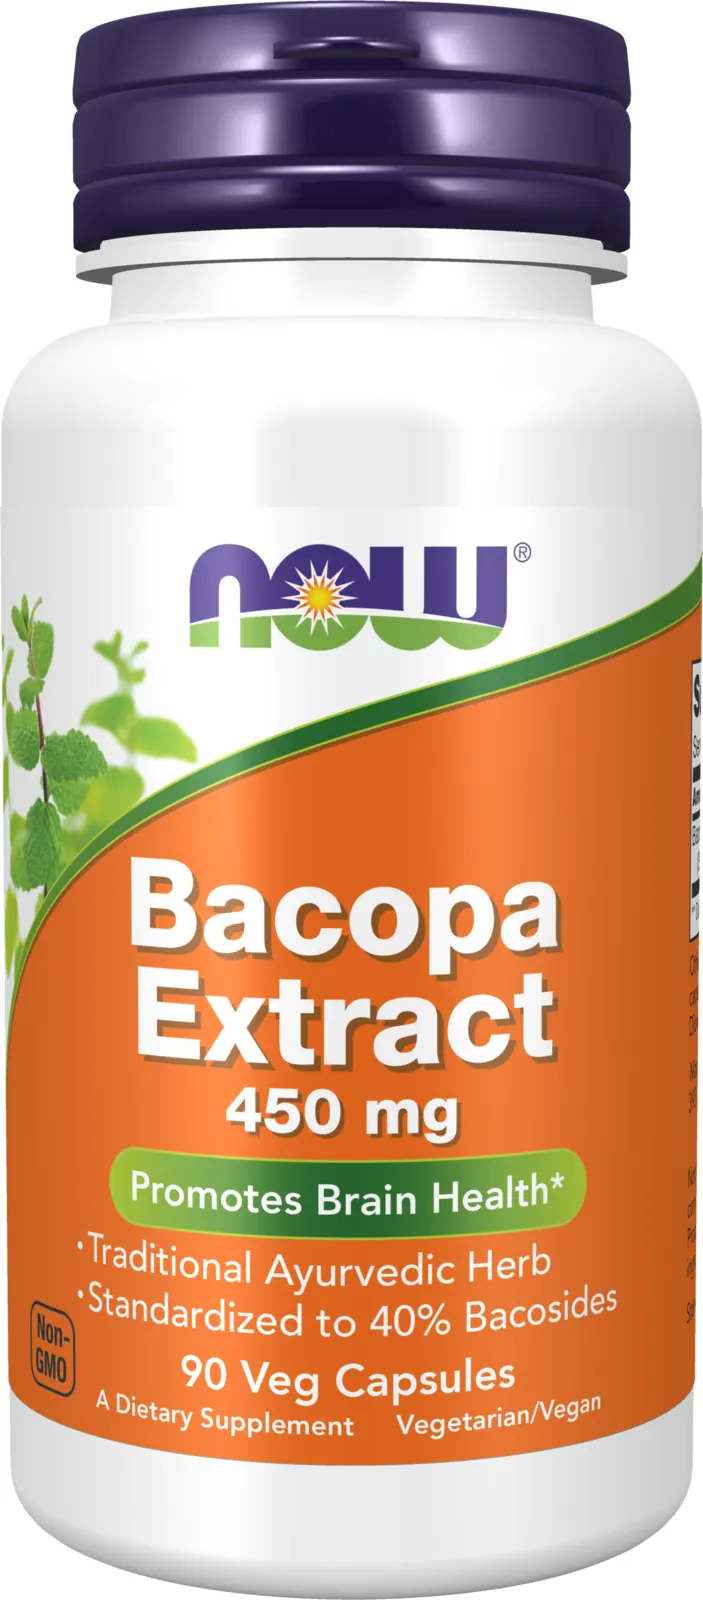 NOW®
Bacopa
Extract
450 mg
Promotes Brain Health*
•Traditional Ayurvedic Herb
•Standardized to 40% Bacosides
Non-
GMO
90 Veg Capsules
A Dietary Supplement Vegetarian/Vegan